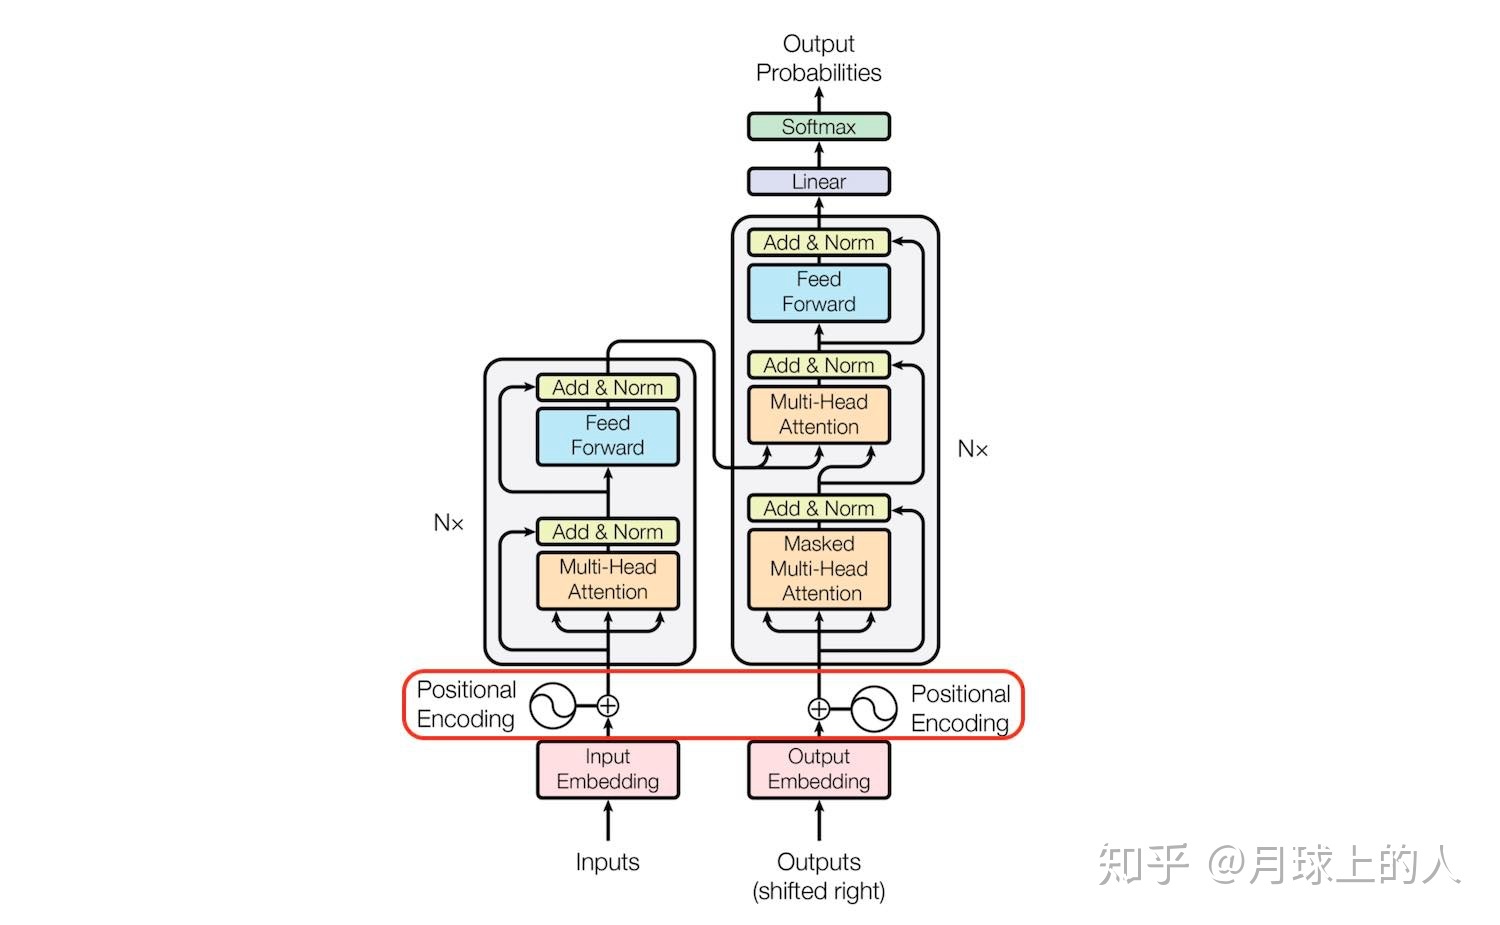 Output
Probabilities
Softmax
Linear
Add & Norm
Feed
Forward
Add & Norm
Multi-Head
Attention
N×
Add & Norm
Masked
Multi-Head
Attention
Add & Norm
Feed
Forward
N×
Add & Norm
Multi-Head
Attention
Positional
Encoding
Positional
Encoding
Input
Embedding
Output
Embedding
Inputs
Outputs
(shifted right)
知乎 @月球上的人